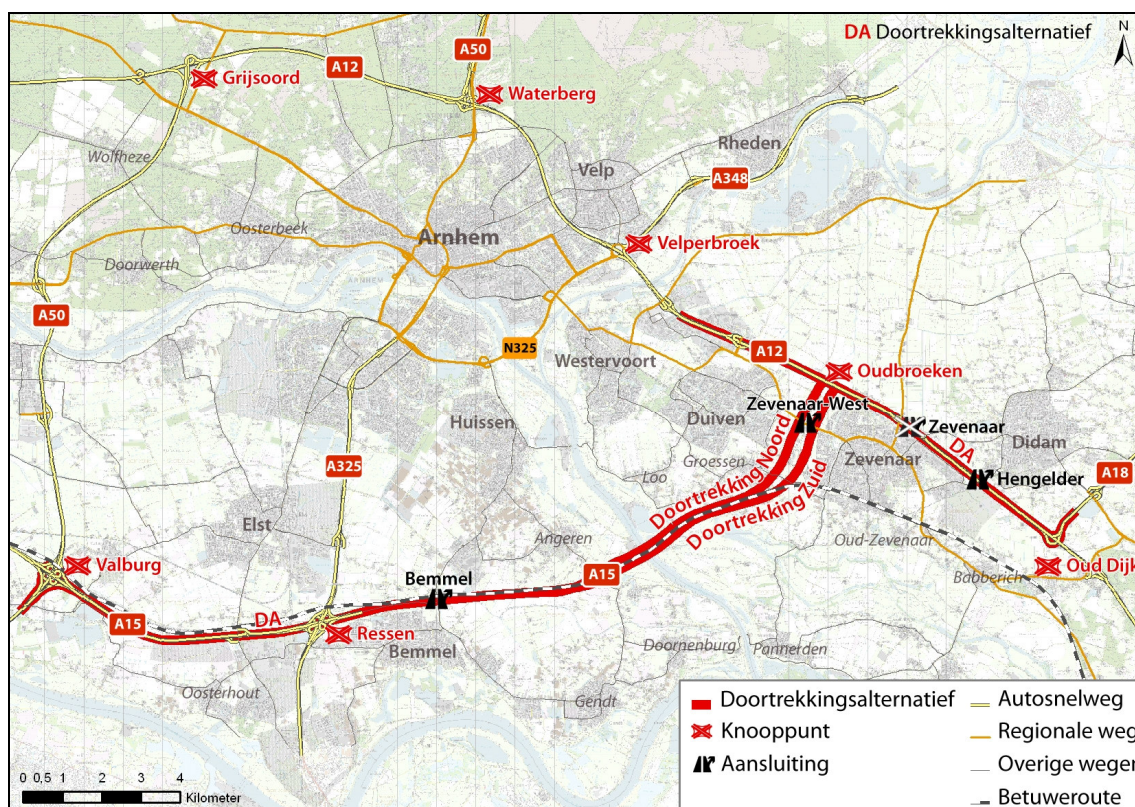 DA Doortrekkingsalternatief
N
A50
A12
Grijsoord
Waterberg
Wolfheze
Rheden
Velp
A348
Oosterbeek
Arnhem
Velperbroek
Doorwerth
ARNHEM
A50
N325
A12
Westervoort
Oudbroeken
Zevenaar-West
Huissen
Duiven
Zevenaar
Didam
DA
Groessen
Zevenaar
A325
Loo
Hengelder
A18
Doortrekking Noord
Doortrekking Zuid
Elst
Angeren
Oud-Zevenaar
Valburg
Bemmel
A15
Babberich
Oud Dijk
A15
DA
Ressen
Bemmel
Doornenburg
Pannerden
Oosterhout
Gendt
Doortrekkingsalternatief
Knooppunt
Aansluiting
Autosnelweg
Regionale weg
Overige wegen
Betuweroute
0 0,5 1 2 3 4
Kilometer